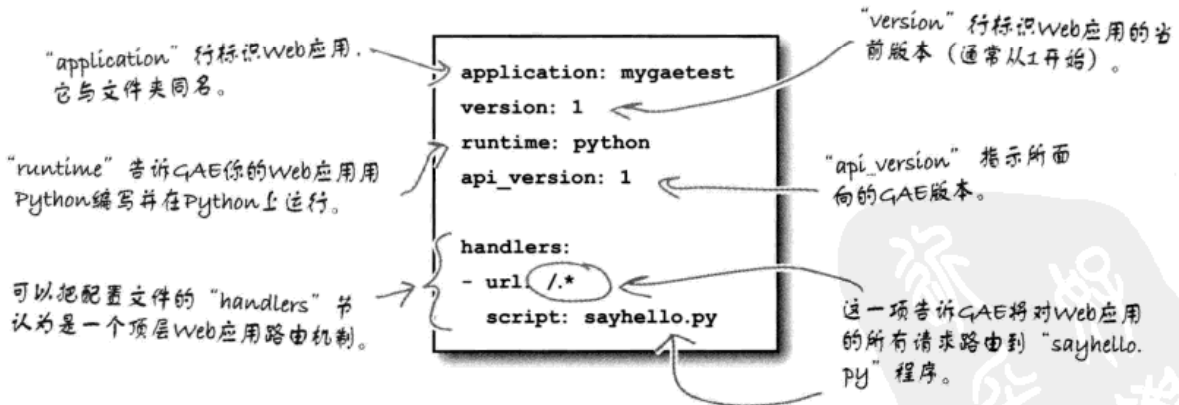 “application”行标识Web应用，
它与文件夹同名。
“version”行标识Web应用的当
前版本（通常从1开始）。
application: mygaetest
version: 1
runtime: python
api_version: 1
“runtime”告诉GAE你的Web应用用
Python编写并在Python上运行。
“api_version”指示所面
向的GAE版本。
handlers:
- url: /.*
script: sayhello.py
可以把配置文件的“handlers”节
认为是一个顶层Web应用路由机制。
这一项告诉GAE将对Web应用
的所有请求路由到“sayhello.
py”程序。